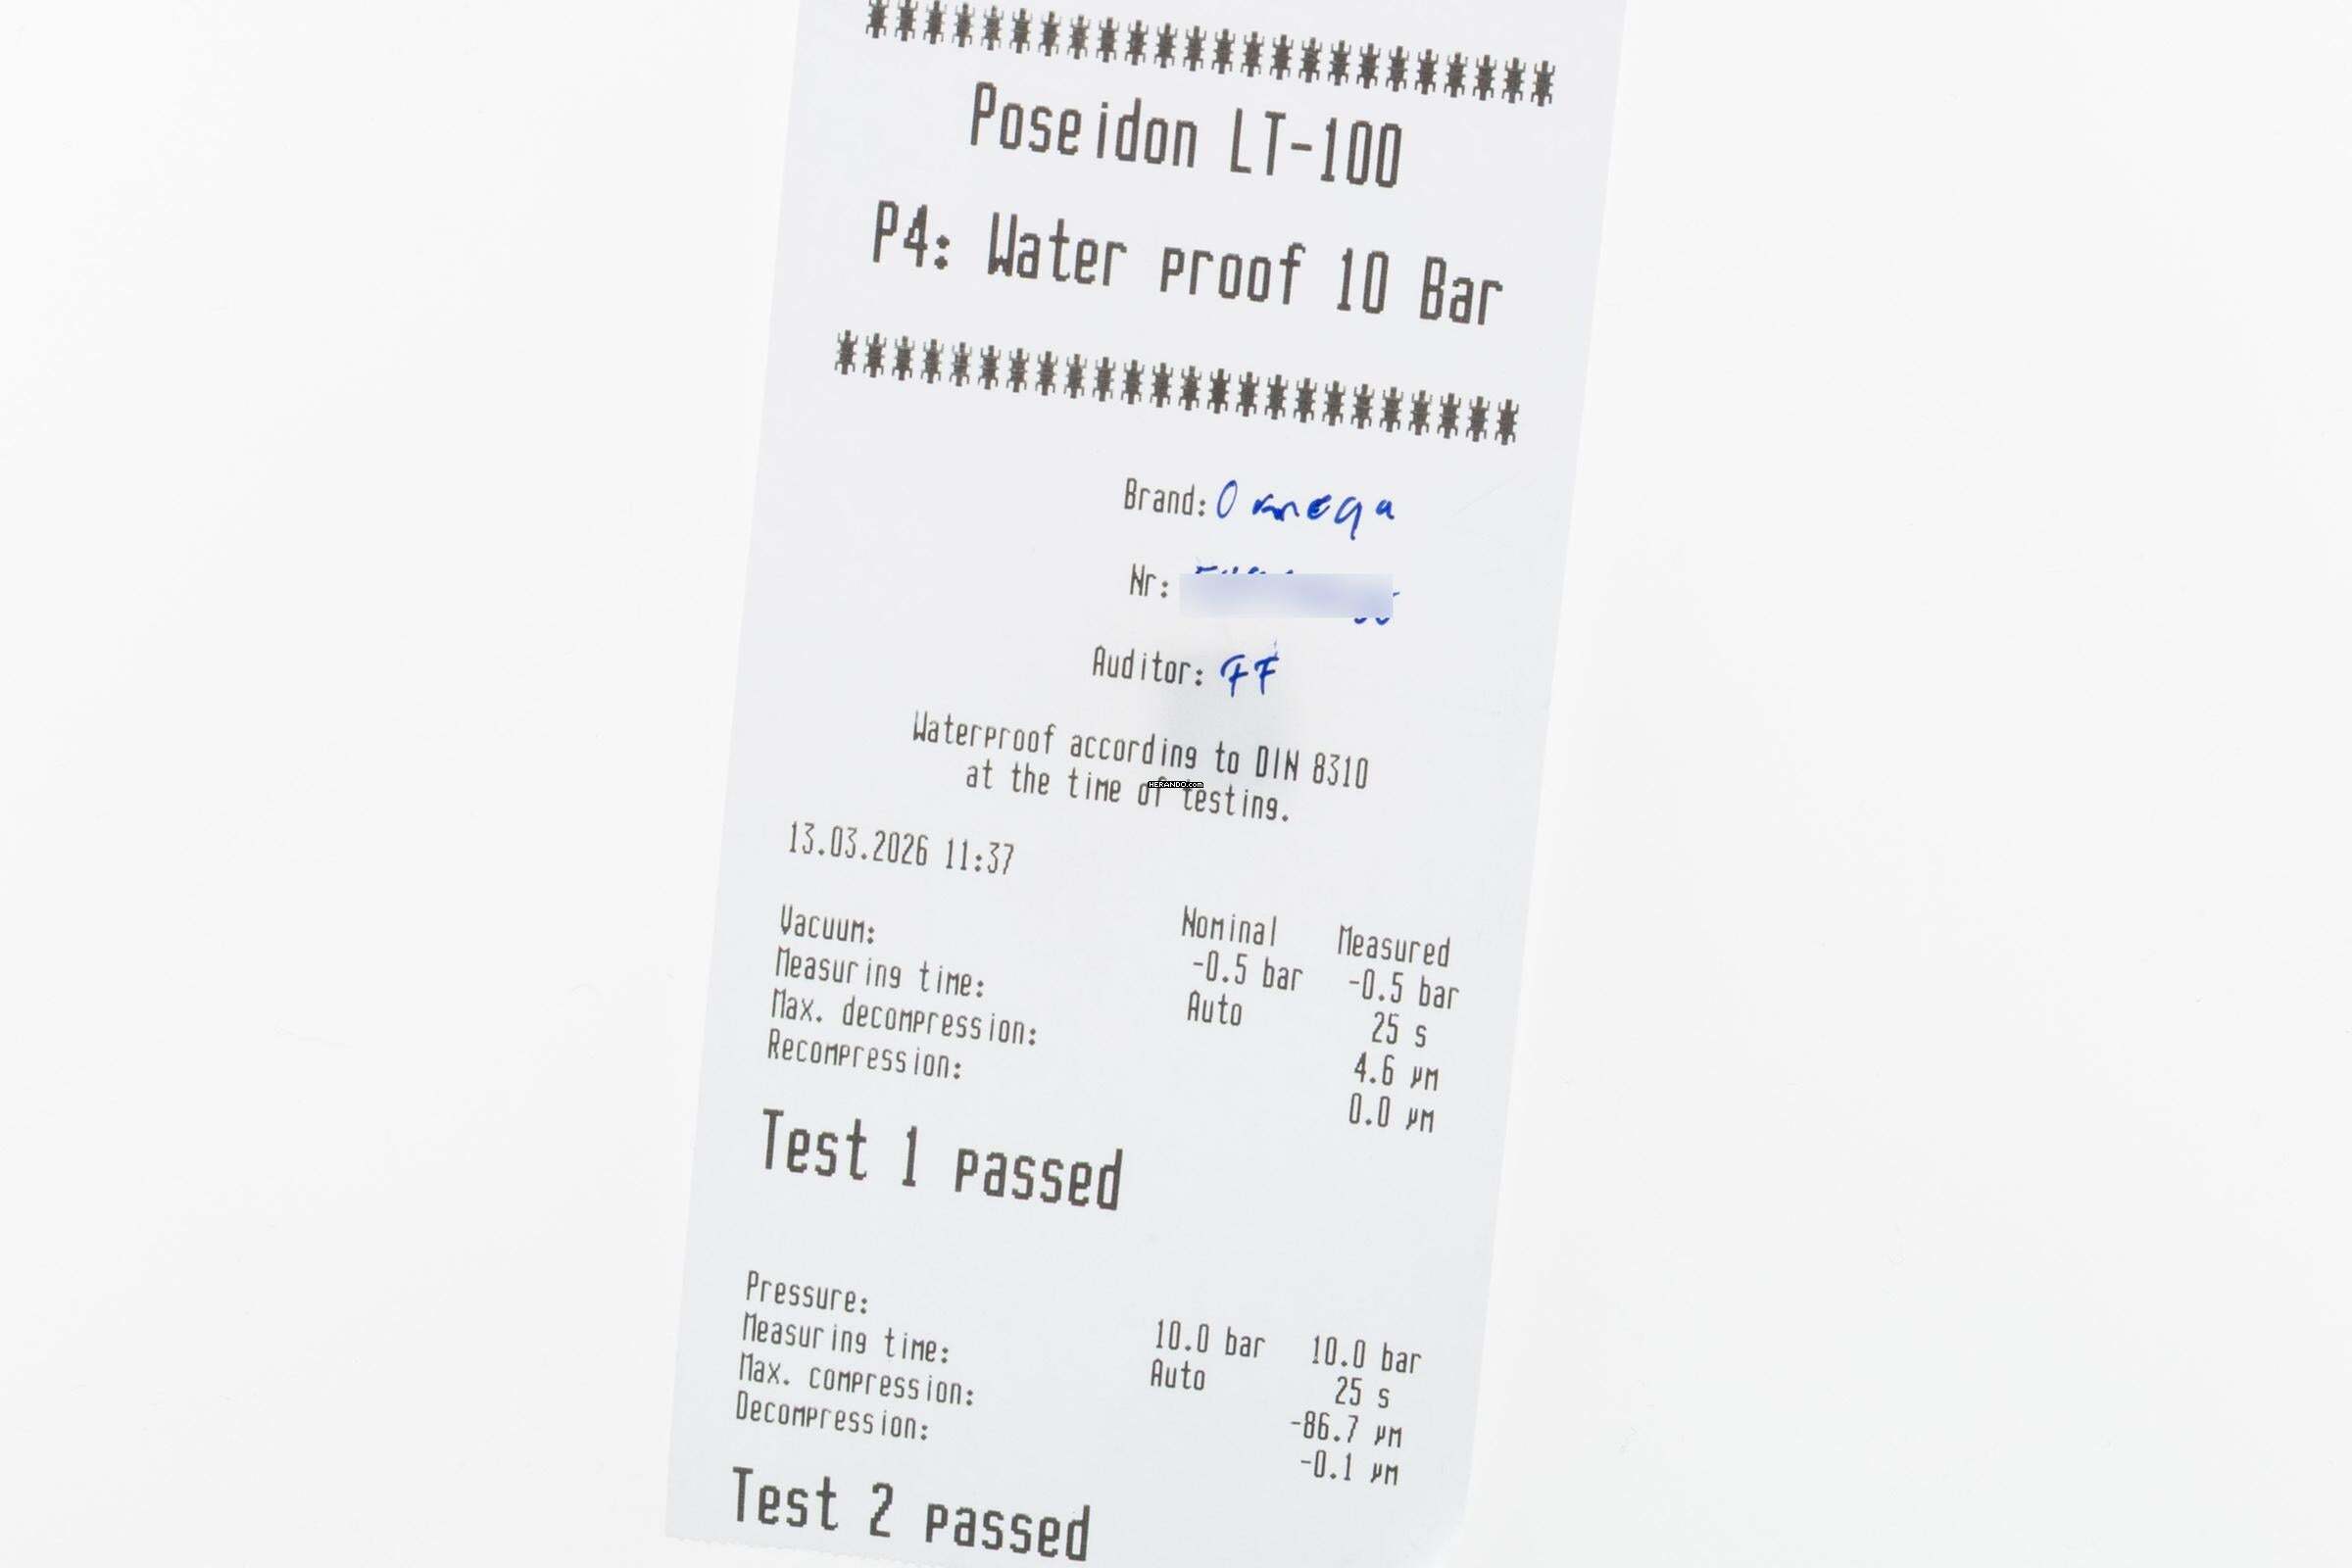 ************************
Poseidon LT-100
P4: Water proof 10 Bar
************************
Brand: Omega
Nr:
Auditor: FF
Waterproof according to DIN 8310
at the time of testing.
HERANDO.com
13.03.2026 11:37
Nominal Measured
Vacuum: -0.5 bar -0.5 bar
Measuring time: Auto 25 s
Max. decompression: 4.6 µm
Recompression: 0.0 µm
Test 1 passed
Pressure: 10.0 bar 10.0 bar
Measuring time: Auto 25 s
Max. compression: -86.7 µm
Decompression: -0.1 µm
Test 2 passed